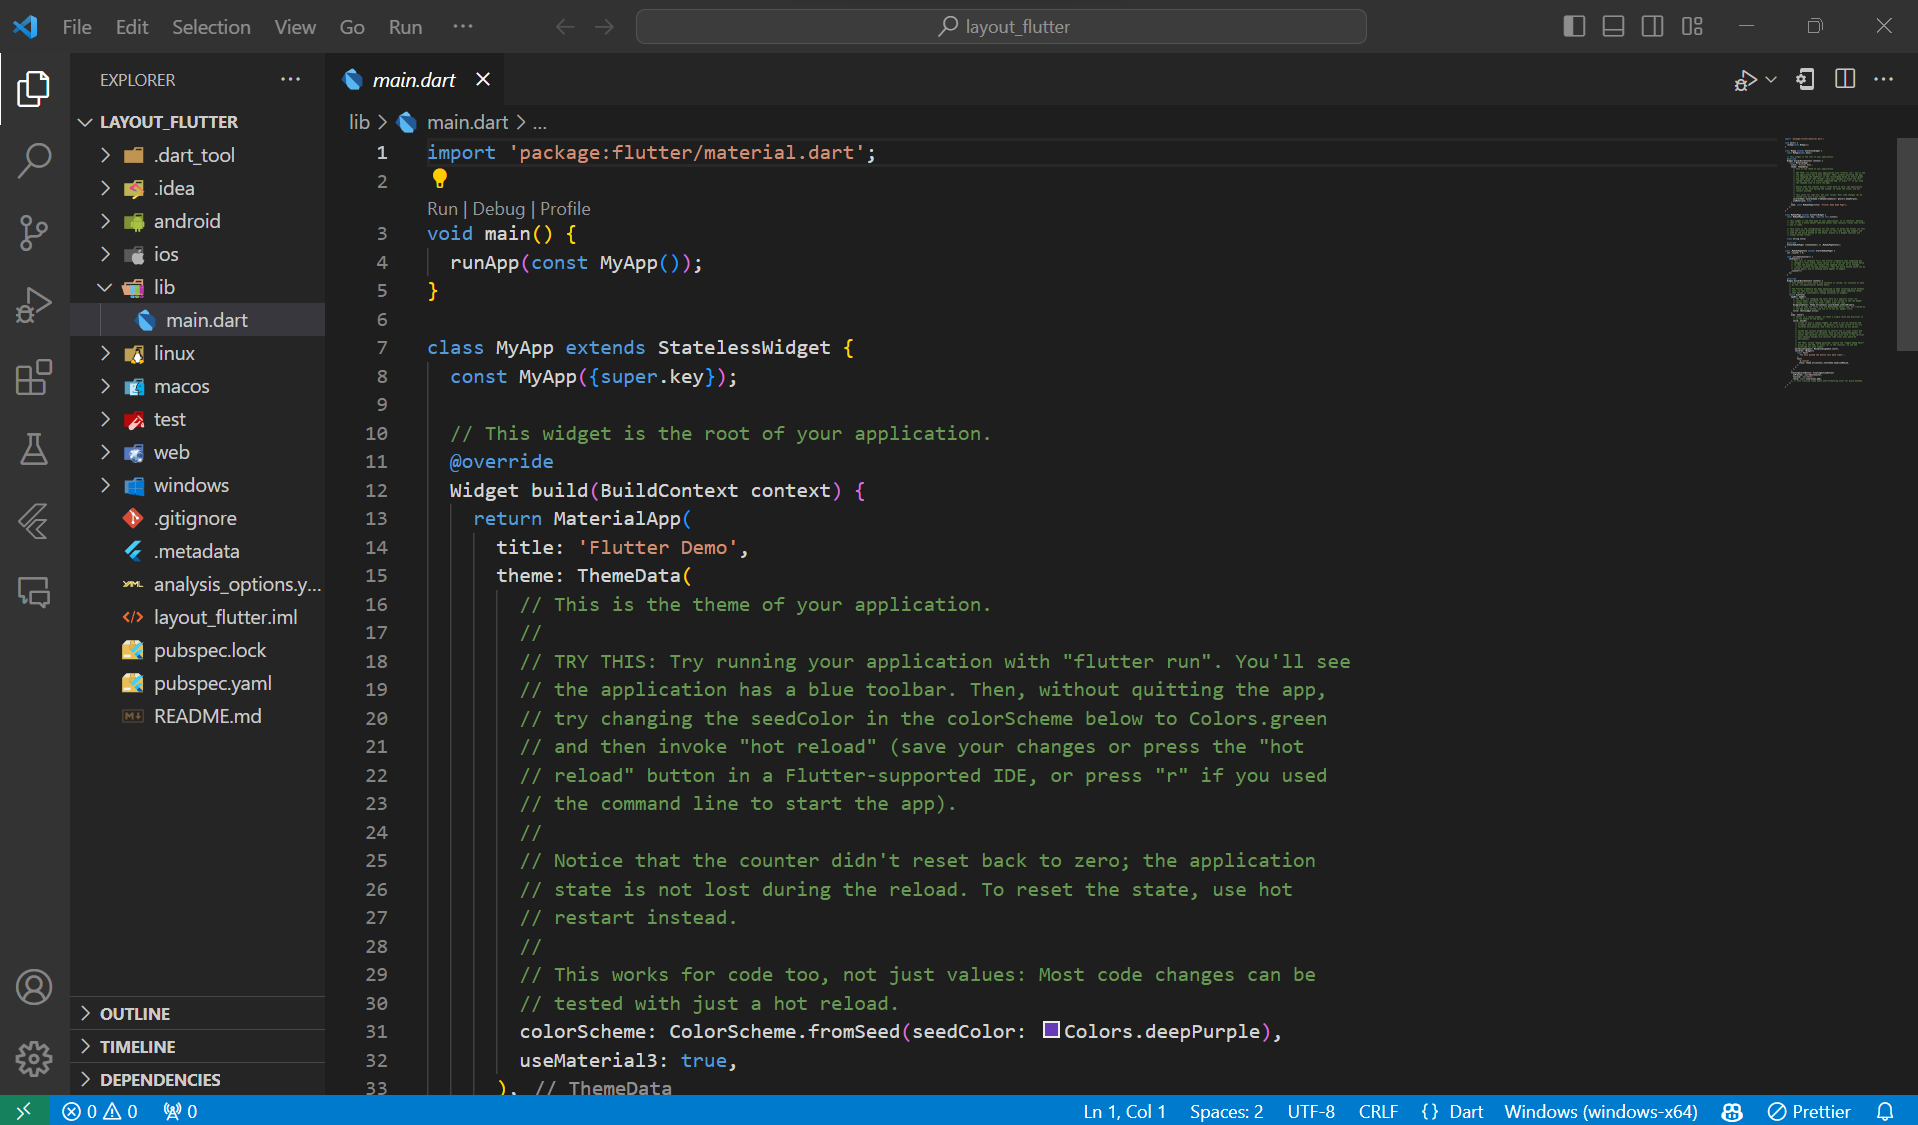 File Edit Selection View Go Run ···
layout_flutter
EXPLORER
main.dart
LAYOUT_FLUTTER
.dart_tool
.idea
android
ios
lib
main.dart
linux
macos
test
web
windows
.gitignore
.metadata
analysis_options.y...
layout_flutter.iml
pubspec.lock
pubspec.yaml
README.md
OUTLINE
TIMELINE
DEPENDENCIES
lib > main.dart > ...
1 import 'package:flutter/material.dart';
2
Run | Debug | Profile
3 void main() {
4 runApp(const MyApp());
5 }
6
7 class MyApp extends StatelessWidget {
8 const MyApp({super.key});
9
10 // This widget is the root of your application.
11 @override
12 Widget build(BuildContext context) {
13 return MaterialApp(
14 title: 'Flutter Demo',
15 theme: ThemeData(
16 // This is the theme of your application.
17 //
18 // TRY THIS: Try running your application with "flutter run". You'll see
19 // the application has a blue toolbar. Then, without quitting the app,
20 // try changing the seedColor in the colorScheme below to Colors.green
21 // and then invoke "hot reload" (save your changes or press the "hot
22 // reload" button in a Flutter-supported IDE, or press "r" if you used
23 // the command line to start the app).
24 //
25 // Notice that the counter didn't reset back to zero; the application
26 // state is not lost during the reload. To reset the state, use hot
27 // restart instead.
28 //
29 // This works for code too, not just values: Most code changes can be
30 // tested with just a hot reload.
31 colorScheme: ColorScheme.fromSeed(seedColor: Colors.deepPurple),
32 useMaterial3: true,
33 ), // ThemeData
0 0 0
Ln 1, Col 1 Spaces: 2 UTF-8 CRLF {} Dart Windows (windows-x64) Prettier